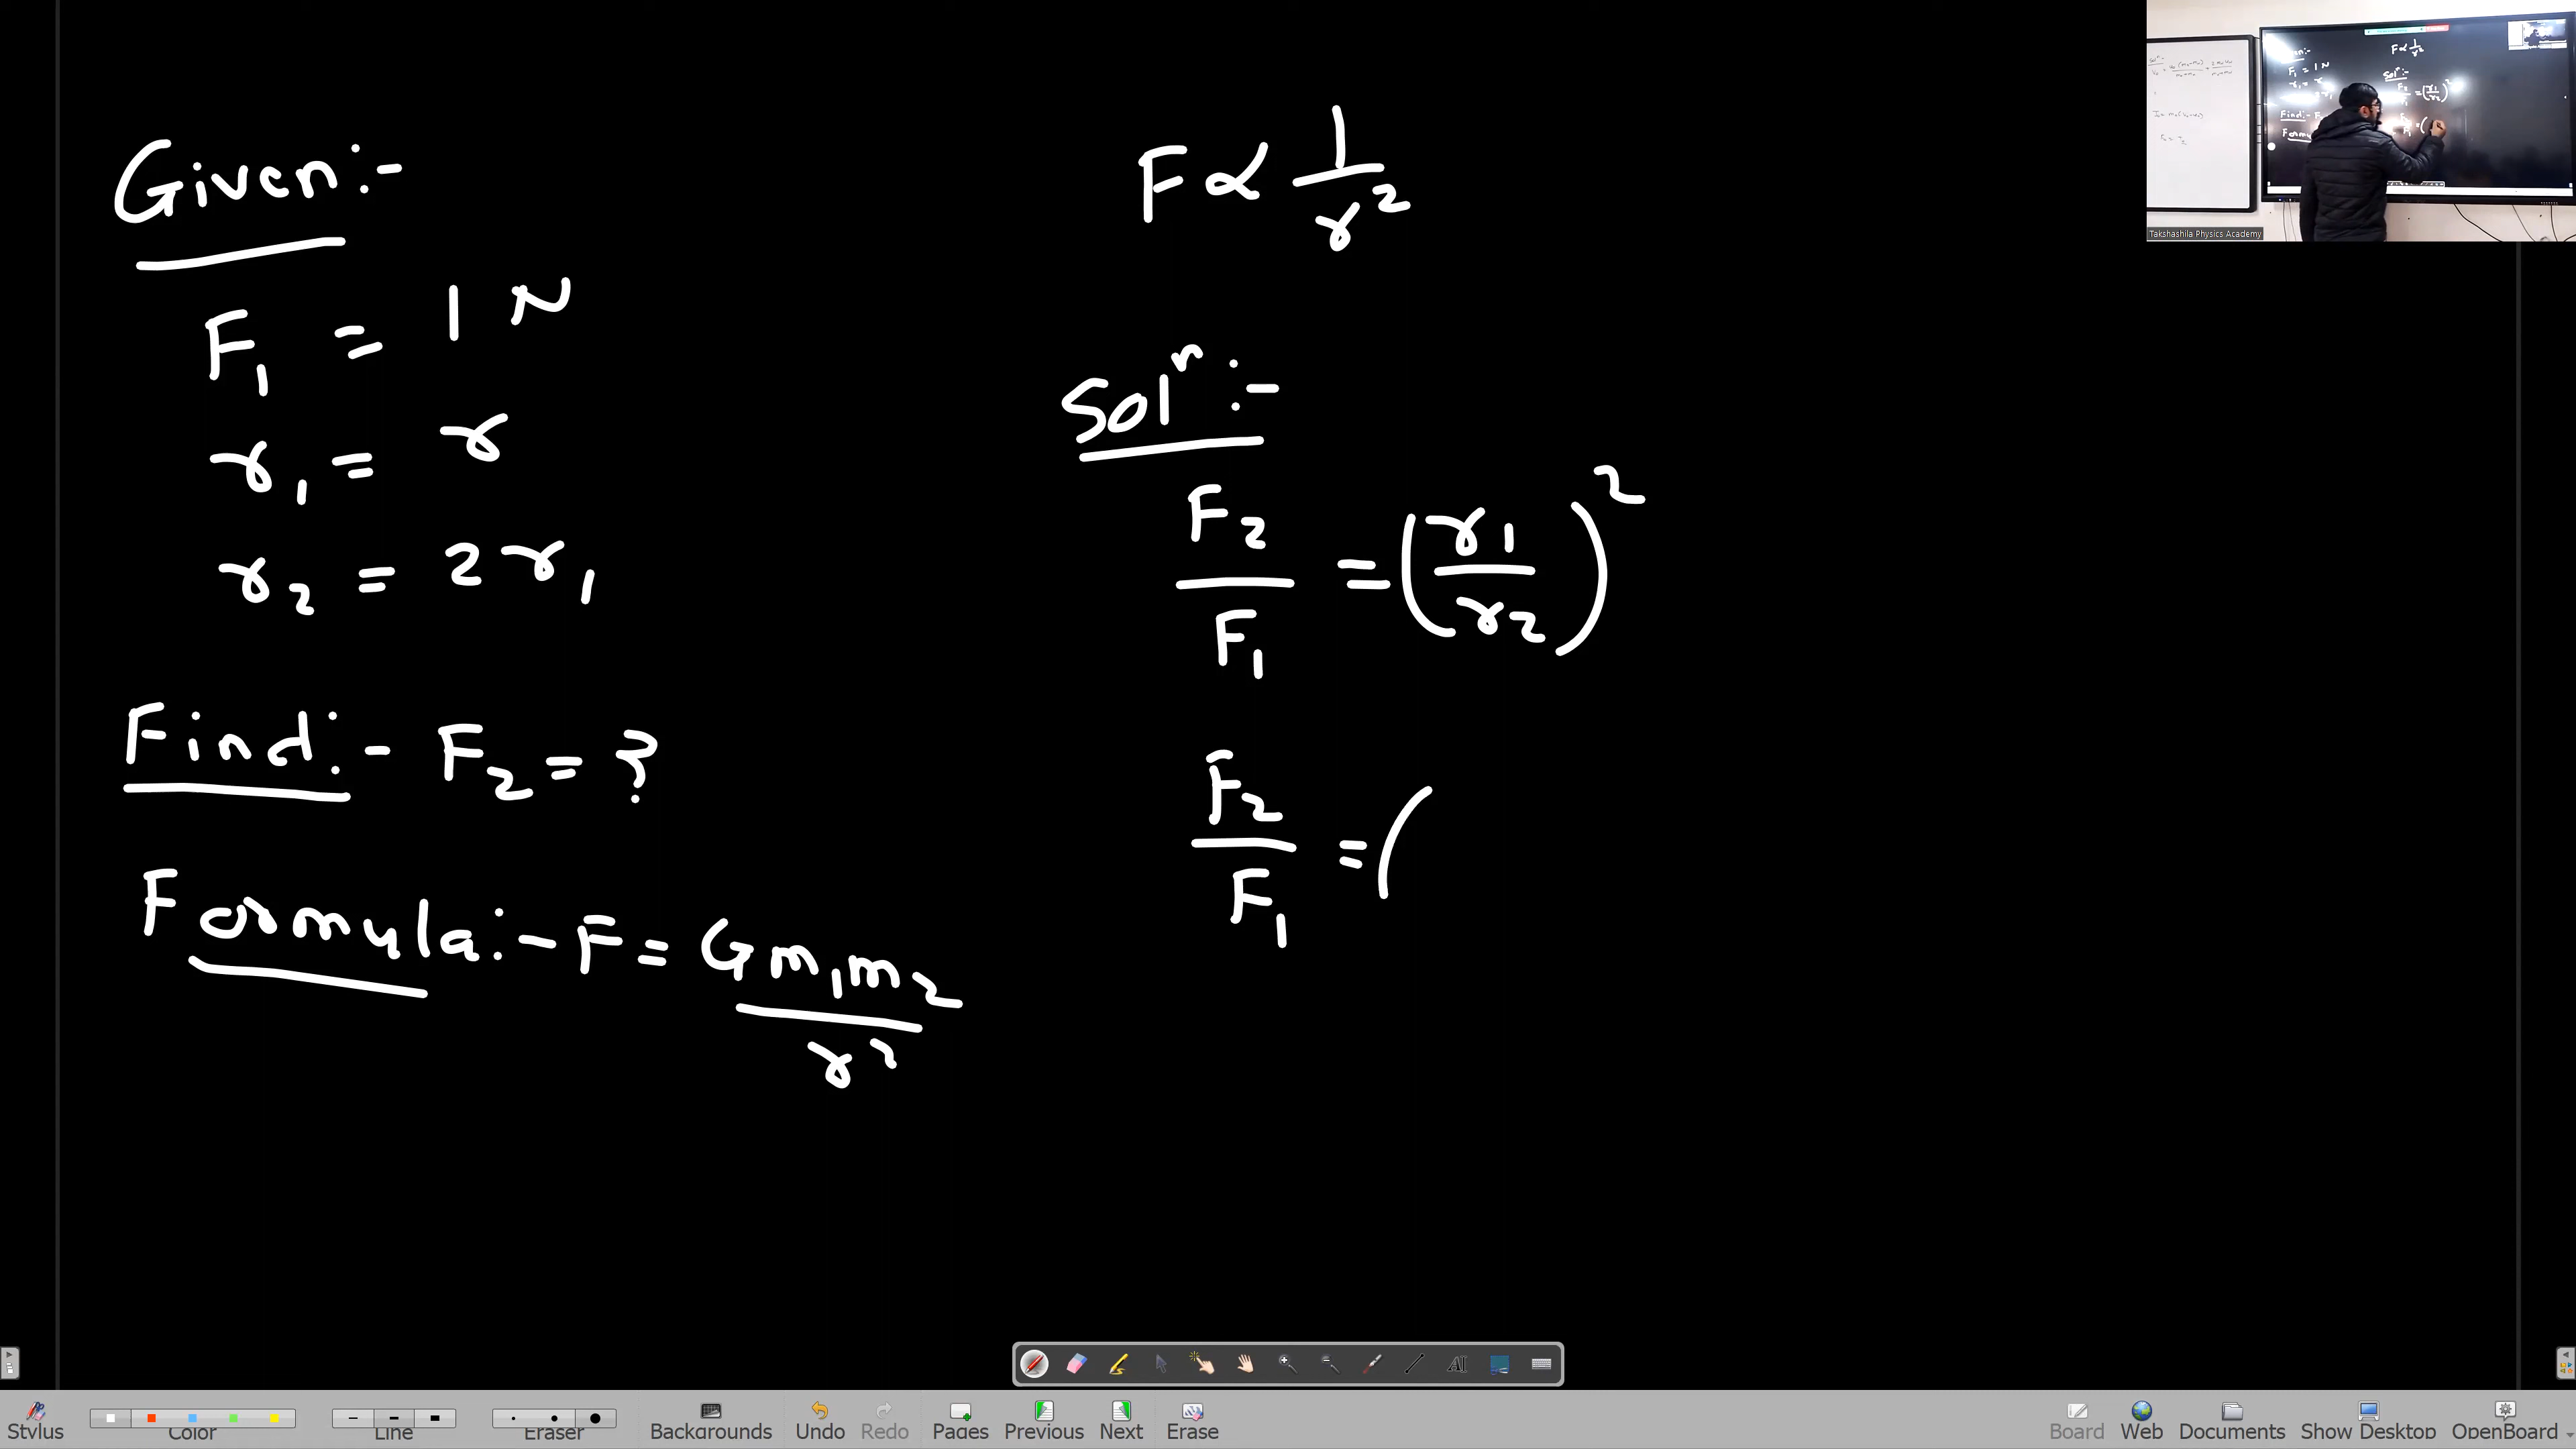 Given:-
F₁ = 1 N
r₁ = r
r₂ = 2r₁
Find:- F₂ = ?
Formula:- F = Gm₁m₂ / r²
F ∝ 1/r²
Solⁿ:-
F₂/F₁ = (r₁/r₂)²
F₂/F₁ = (
Takshashila Physics Academy
Stylus Color Line Eraser Backgrounds Undo Redo Pages Previous Next Erase Board Web Documents Show Desktop OpenBoard